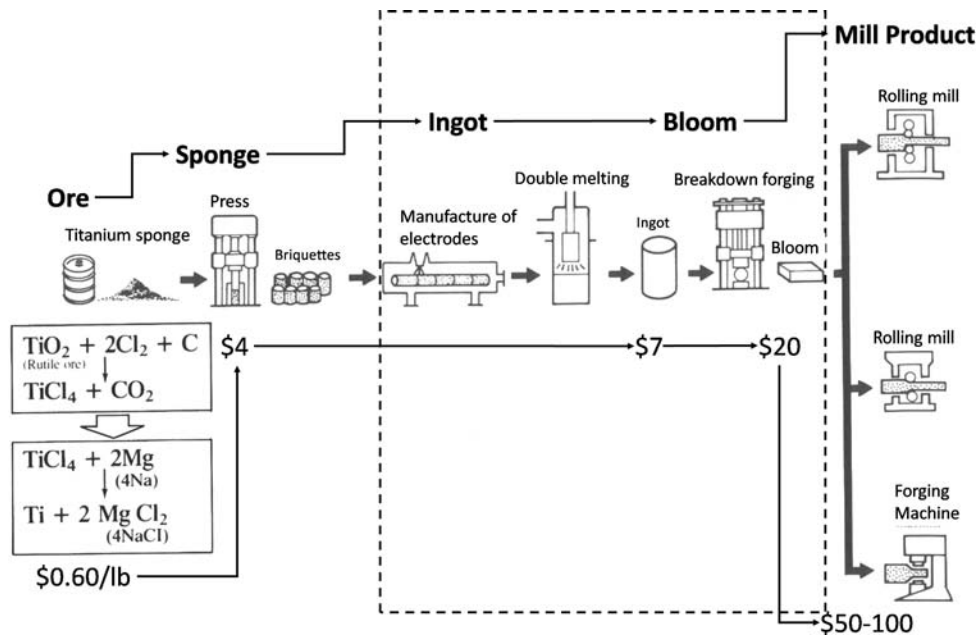 Mill Product
Rolling mill
Ingot
Bloom
Sponge
Ore
Double melting
Breakdown forging
Press
Manufacture of
electrodes
Titanium sponge
Ingot
Briquettes
Bloom
TiO₂ + 2Cl₂ + C
(Rutile ore)
TiCl₄ + CO₂
$4
$7
$20
Rolling mill
TiCl₄ + 2Mg
(4Na)
Ti + 2 MgCl₂
(4NaCl)
Forging
Machine
$0.60/lb
$50-100